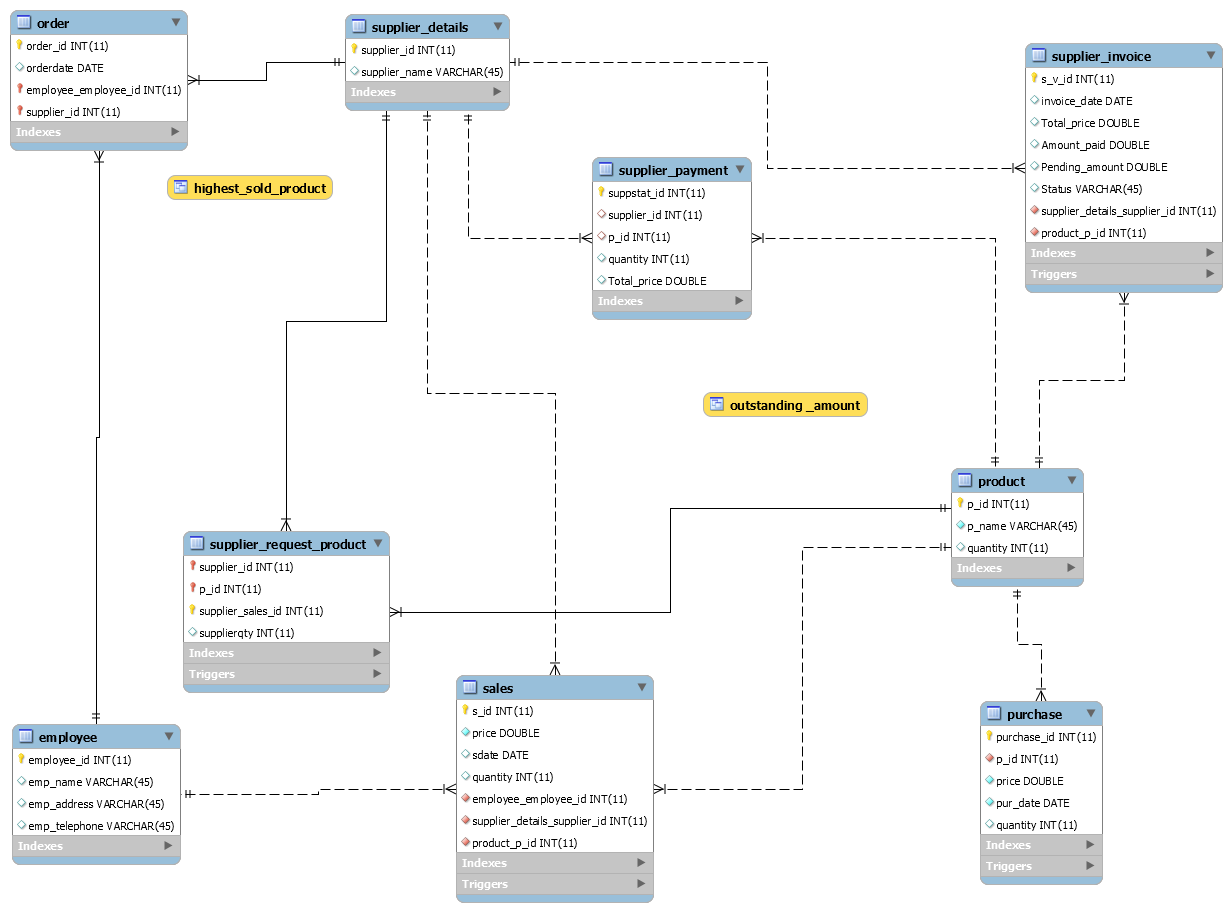 order
order_id INT(11)
orderdate DATE
employee_employee_id INT(11)
supplier_id INT(11)
Indexes
supplier_details
supplier_id INT(11)
supplier_name VARCHAR(45)
Indexes
supplier_invoice
s_v_id INT(11)
invoice_date DATE
Total_price DOUBLE
Amount_paid DOUBLE
Pending_amount DOUBLE
Status VARCHAR(45)
supplier_details_supplier_id INT(11)
product_p_id INT(11)
Indexes
Triggers
highest_sold_product
supplier_payment
suppstat_id INT(11)
supplier_id INT(11)
p_id INT(11)
quantity INT(11)
Total_price DOUBLE
Indexes
outstanding _amount
product
p_id INT(11)
p_name VARCHAR(45)
quantity INT(11)
Indexes
supplier_request_product
supplier_id INT(11)
p_id INT(11)
supplier_sales_id INT(11)
supplierqty INT(11)
Indexes
Triggers
sales
s_id INT(11)
price DOUBLE
sdate DATE
quantity INT(11)
employee_employee_id INT(11)
supplier_details_supplier_id INT(11)
product_p_id INT(11)
Indexes
Triggers
employee
employee_id INT(11)
emp_name VARCHAR(45)
emp_address VARCHAR(45)
emp_telephone VARCHAR(45)
Indexes
purchase
purchase_id INT(11)
p_id INT(11)
price DOUBLE
pur_date DATE
quantity INT(11)
Indexes
Triggers